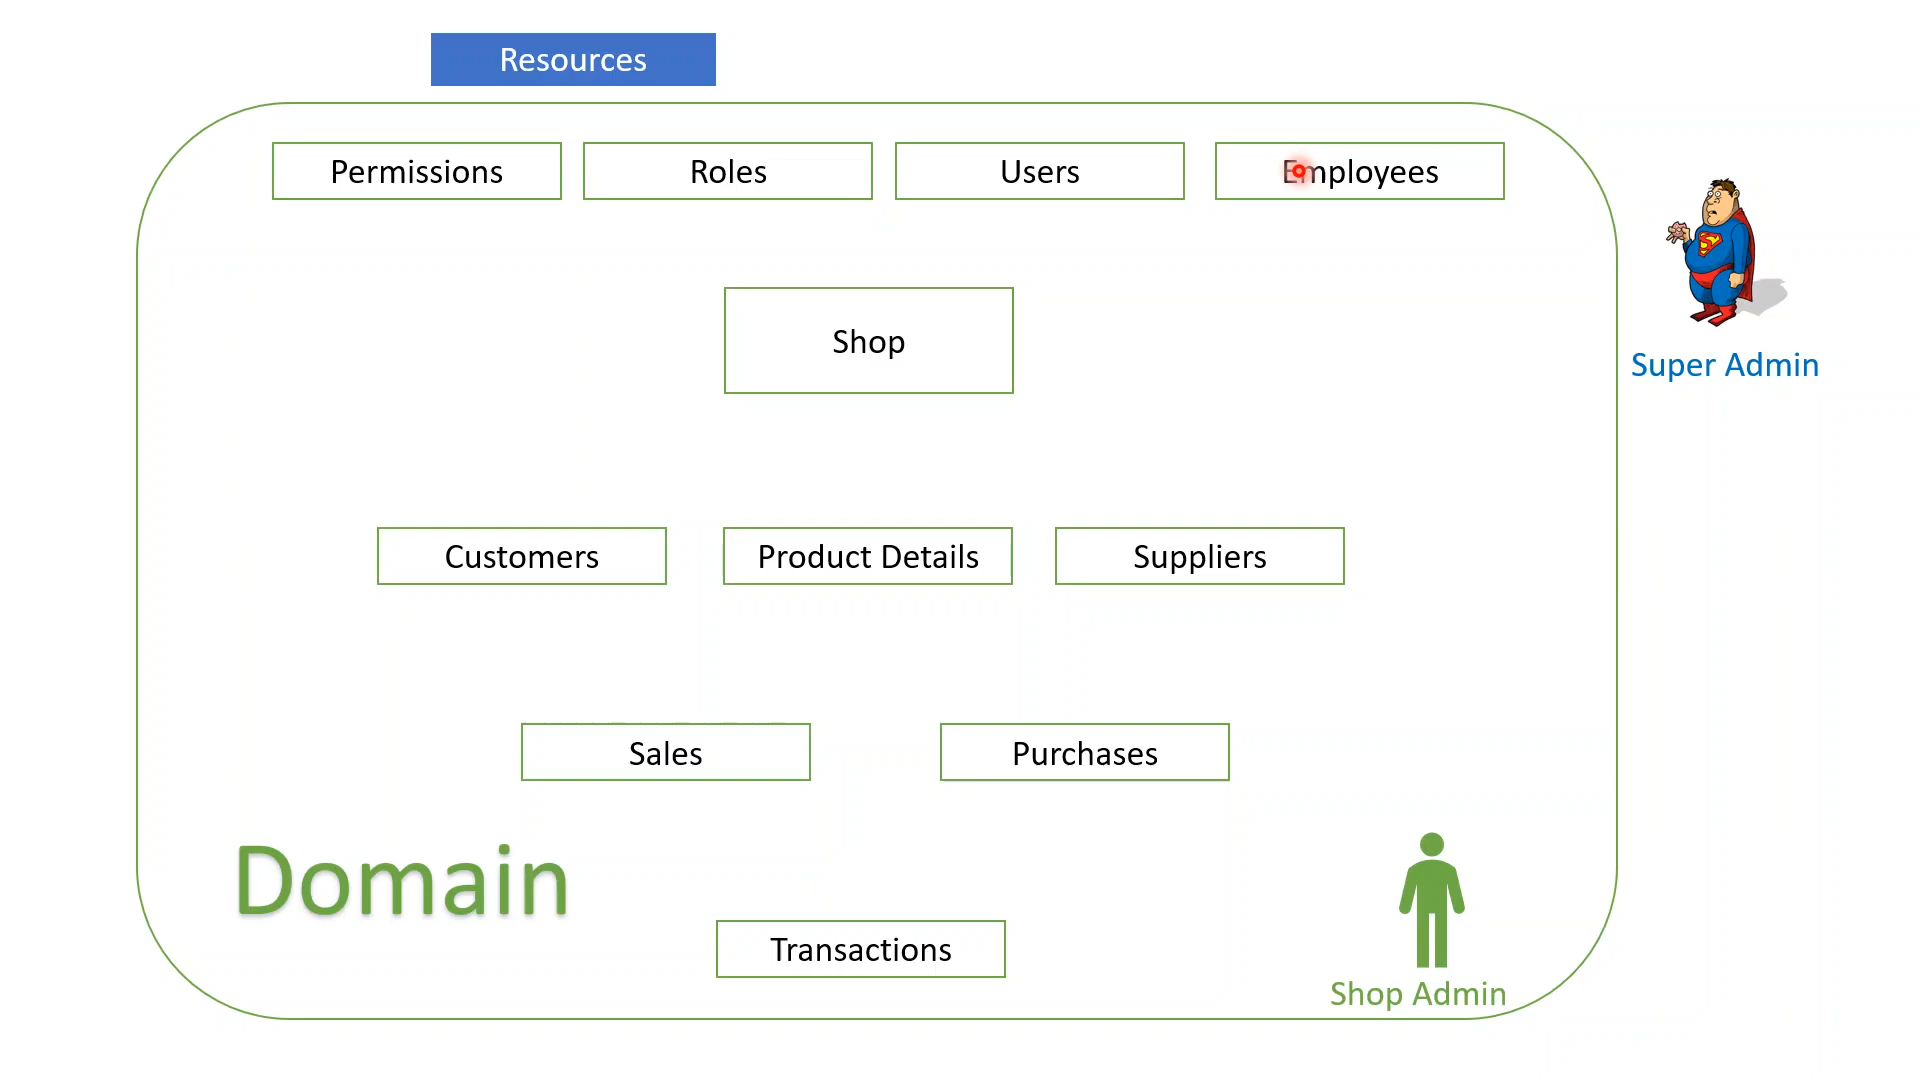 Resources
Permissions
Roles
Users
Employees
Shop
Super Admin
Customers
Product Details
Suppliers
Sales
Purchases
Domain
Transactions
Shop Admin